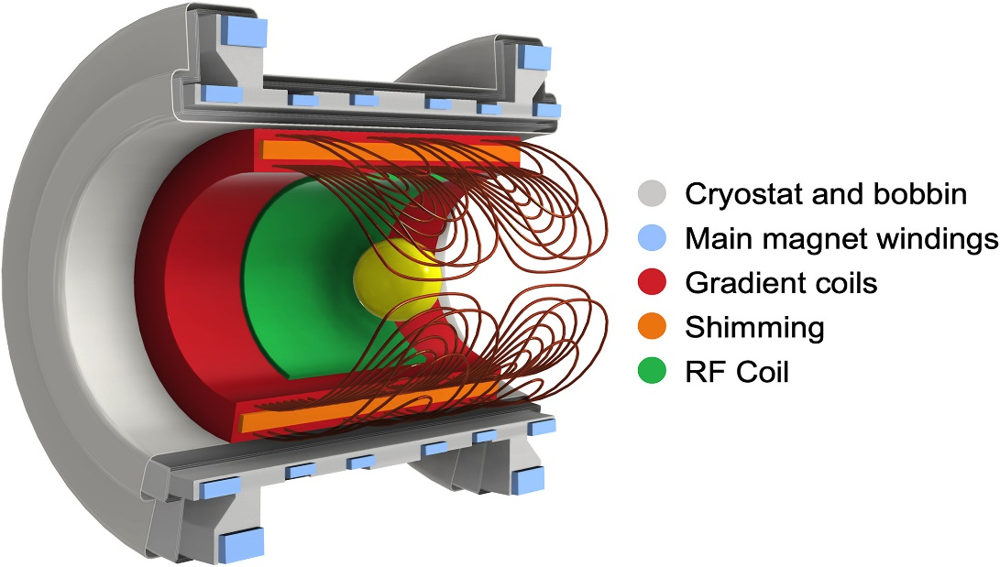 Cryostat and bobbin
Main magnet windings
Gradient coils
Shimming
RF Coil